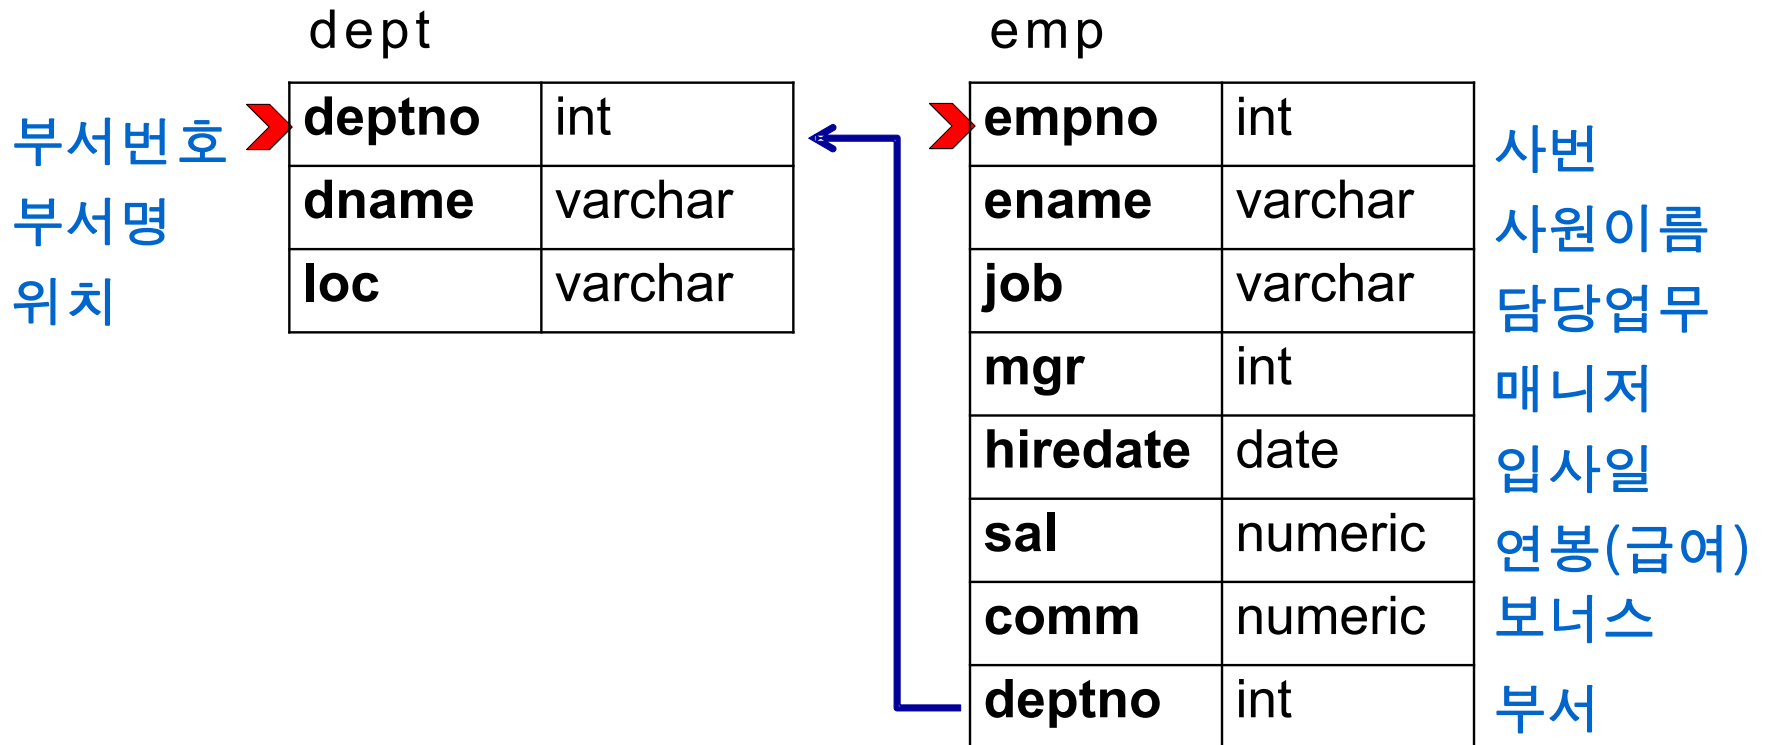 dept
부서번호 deptno int
부서명 dname varchar
위치 loc varchar
emp
empno int 사번
ename varchar 사원이름
job varchar 담당업무
mgr int 매니저
hiredate date 입사일
sal numeric 연봉(급여)
comm numeric 보너스
deptno int 부서